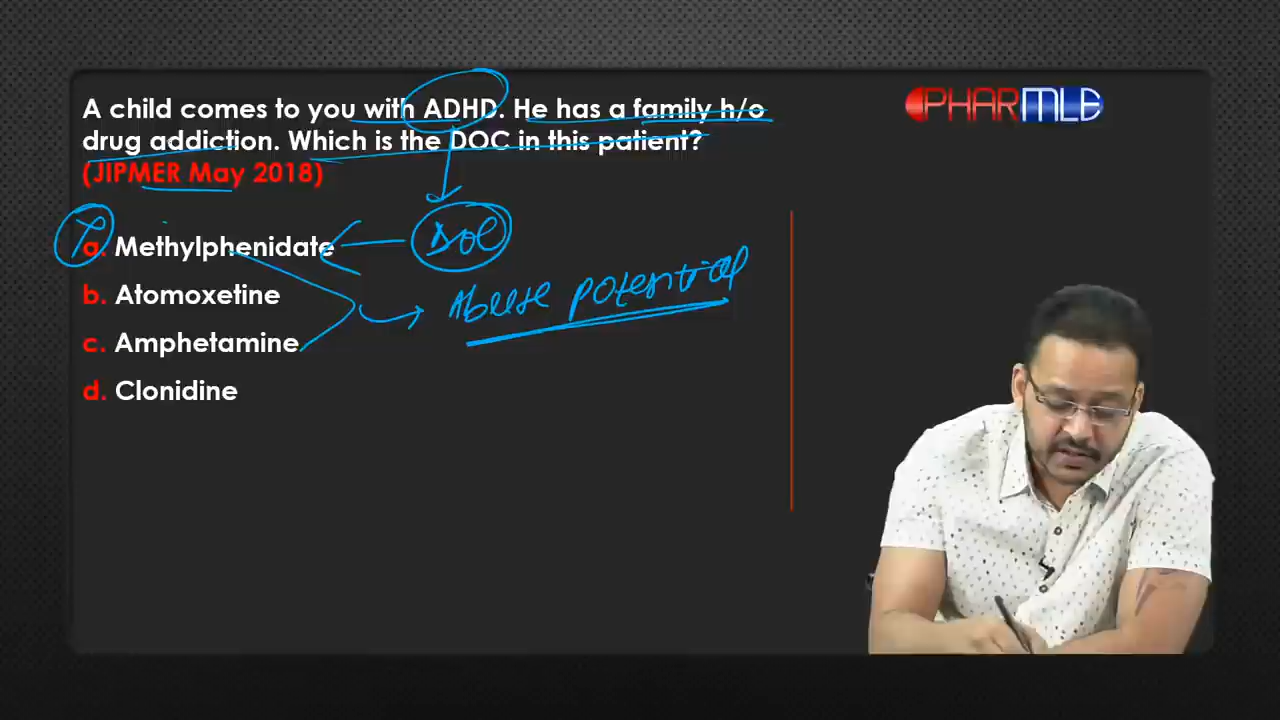 A child comes to you with ADHD. He has a family h/o
drug addiction. Which is the DOC in this patient?
(JIPMER May 2018)
a. Methylphenidate
DOC
b. Atomoxetine
Abuse potential
c. Amphetamine
d. Clonidine
PHARMLE